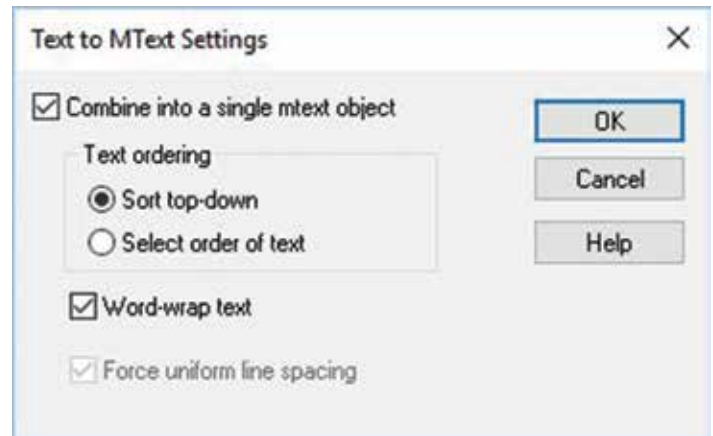 Text to MText Settings
Combine into a single mtext object
OK
Text ordering
Cancel
Sort top-down
Select order of text
Help
Word-wrap text
Force uniform line spacing